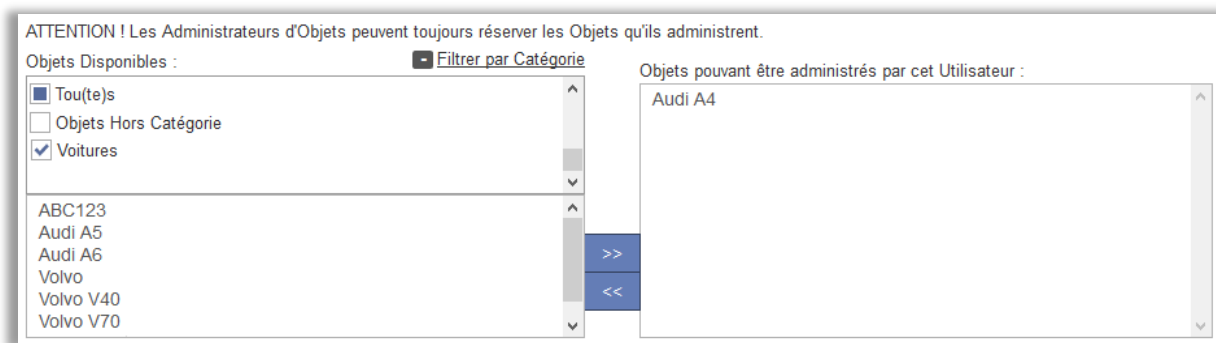 ATTENTION ! Les Administrateurs d'Objets peuvent toujours réserver les Objets qu'ils administrent.
Objets Disponibles :
- Filtrer par Catégorie
Tou(te)s
Objets Hors Catégorie
Voitures
ABC123
Audi A5
Audi A6
Volvo
Volvo V40
Volvo V70
>>
<<
Objets pouvant être administrés par cet Utilisateur :
Audi A4